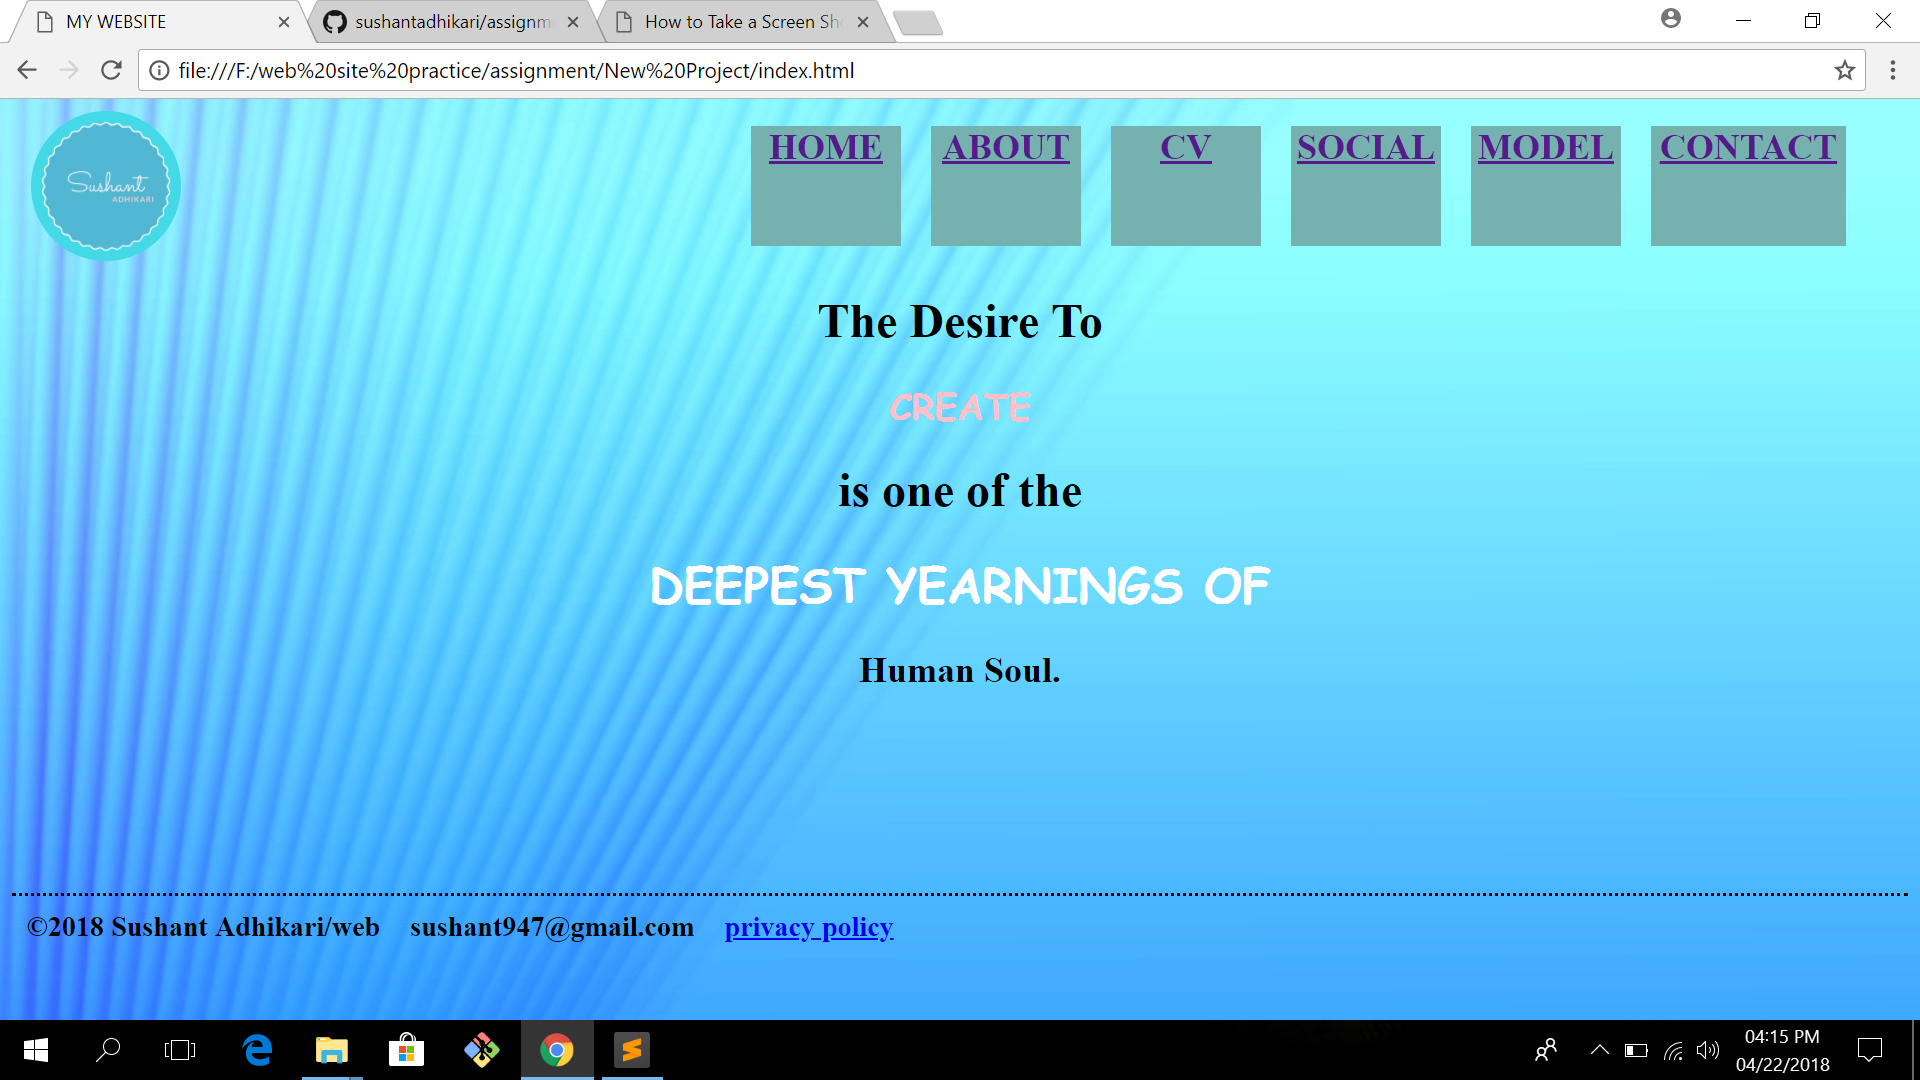 MY WEBSITE
sushantadhikari/assignm
How to Take a Screen Sh
file:///F:/web%20site%20practice/assignment/New%20Project/index.html
Sushant
ADHIKARI
HOME ABOUT CV SOCIAL MODEL CONTACT
The Desire To
CREATE
is one of the
DEEPEST YEARNINGS OF
Human Soul.
©2018 Sushant Adhikari/web sushant947@gmail.com privacy policy
04:15 PM
04/22/2018